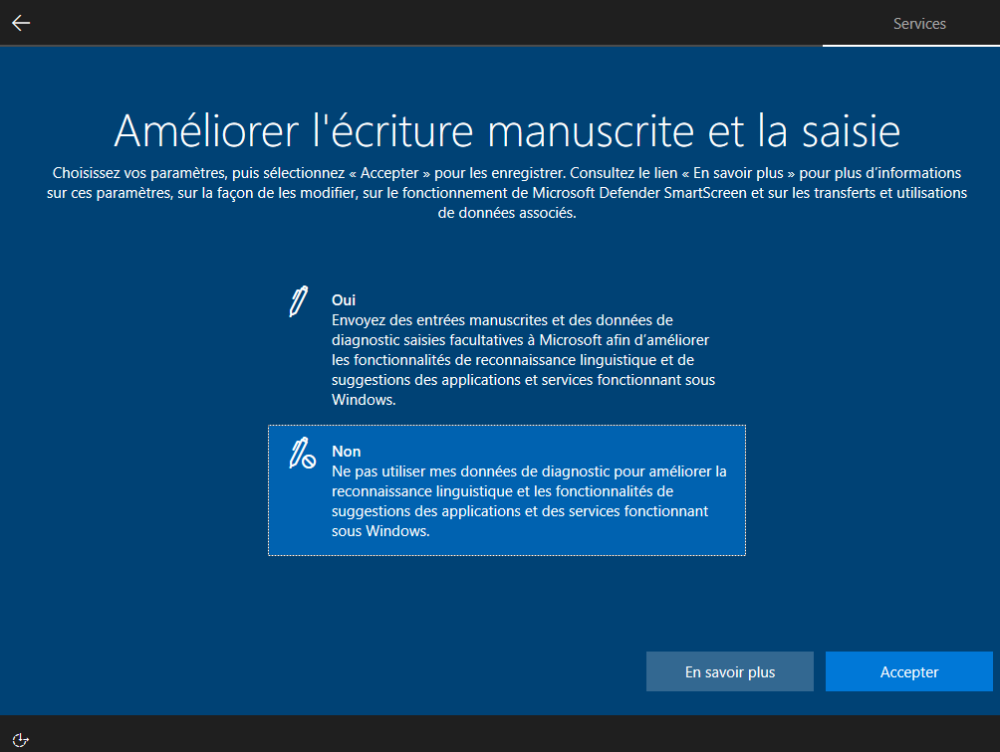 Services
Améliorer l'écriture manuscrite et la saisie
Choisissez vos paramètres, puis sélectionnez « Accepter » pour les enregistrer. Consultez le lien « En savoir plus » pour plus d’informations
sur ces paramètres, sur la façon de les modifier, sur le fonctionnement de Microsoft Defender SmartScreen et sur les transferts et utilisations
de données associés.
Oui
Envoyez des entrées manuscrites et des données de
diagnostic saisies facultatives à Microsoft afin d’améliorer
les fonctionnalités de reconnaissance linguistique et de
suggestions des applications et services fonctionnant sous
Windows.
Non
Ne pas utiliser mes données de diagnostic pour améliorer la
reconnaissance linguistique et les fonctionnalités de
suggestions des applications et des services fonctionnant
sous Windows.
En savoir plus
Accepter